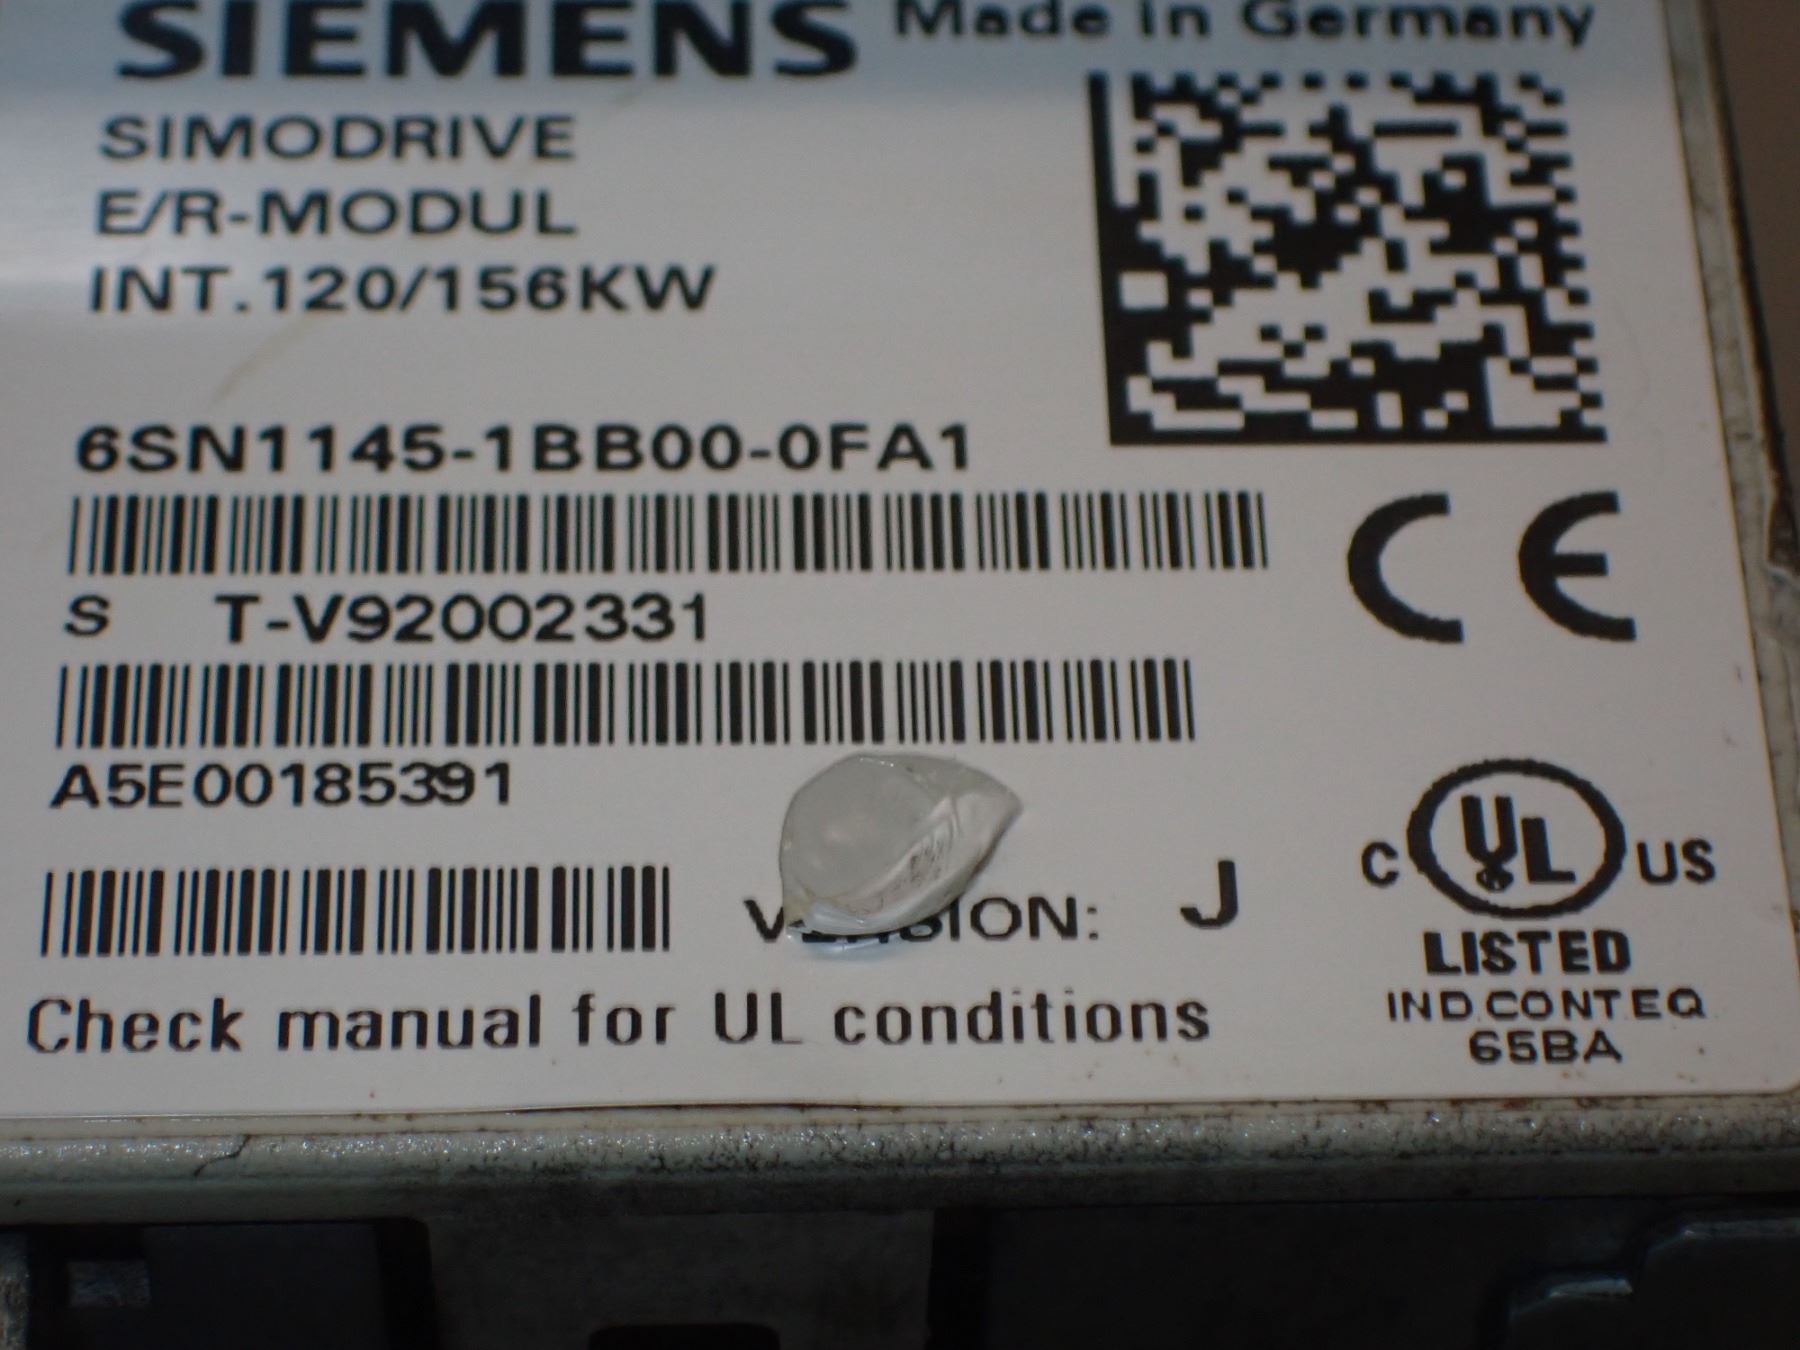 SIEMENS Made in Germany
SIMODRIVE
E/R-MODUL
INT.120/156KW
6SN1145-1BB00-0FA1
S T-V92002331
A5E00185391
VERSION: J
Check manual for UL conditions
C UL US
LISTED
IND.CONT.EQ
65BA
CE